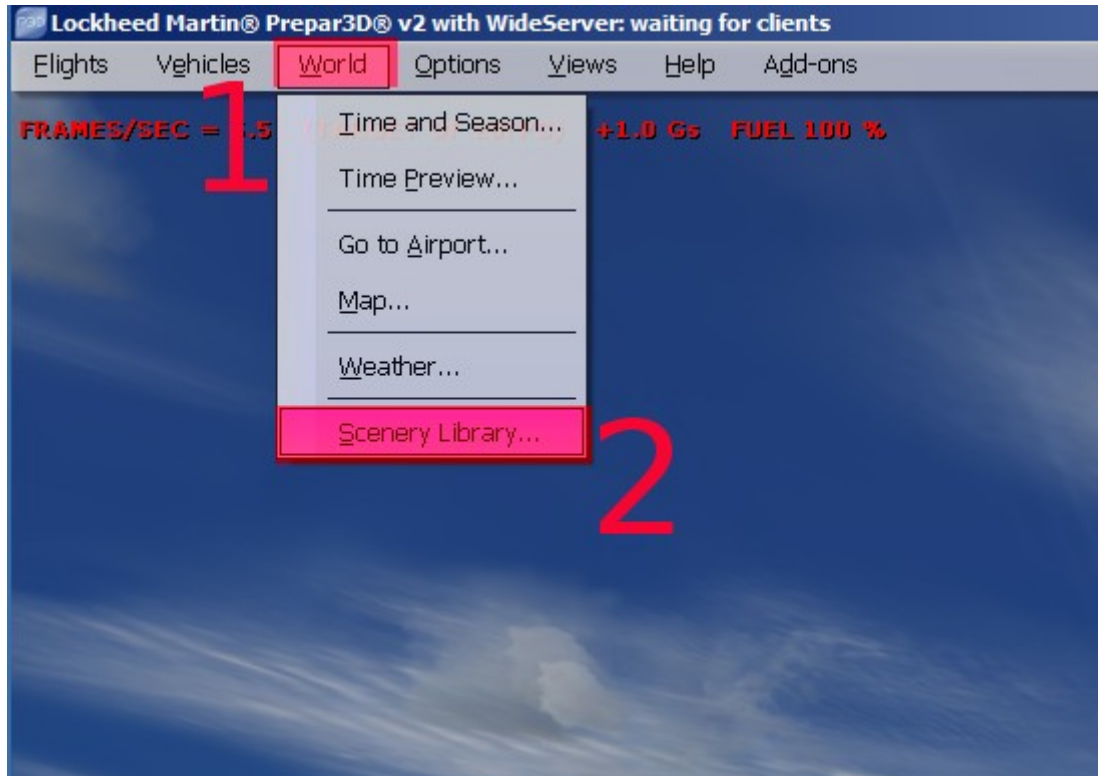 Lockheed Martin® Prepar3D® v2 with WideServer: waiting for clients
Flights Vehicles World Options Views Help Add-ons
1
FRAMES/SEC = .5 +1.0 Gs FUEL 100 %
Time and Season...
Time Preview...
Go to Airport...
Map...
Weather...
Scenery Library...
2